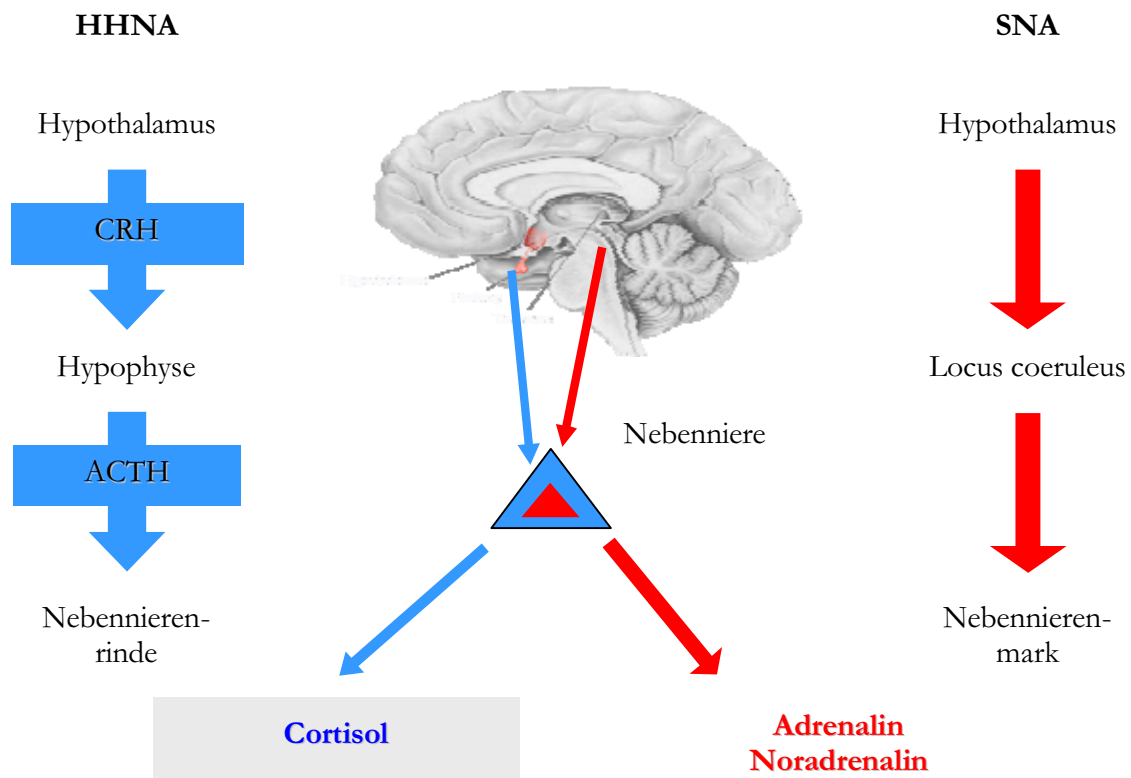 HHNA
SNA
Hypothalamus
Hypothalamus
CRH
Hypophyse
Locus coeruleus
Nebenniere
ACTH
Nebennieren-
rinde
Nebennieren-
mark
Cortisol
Adrenalin
Noradrenalin